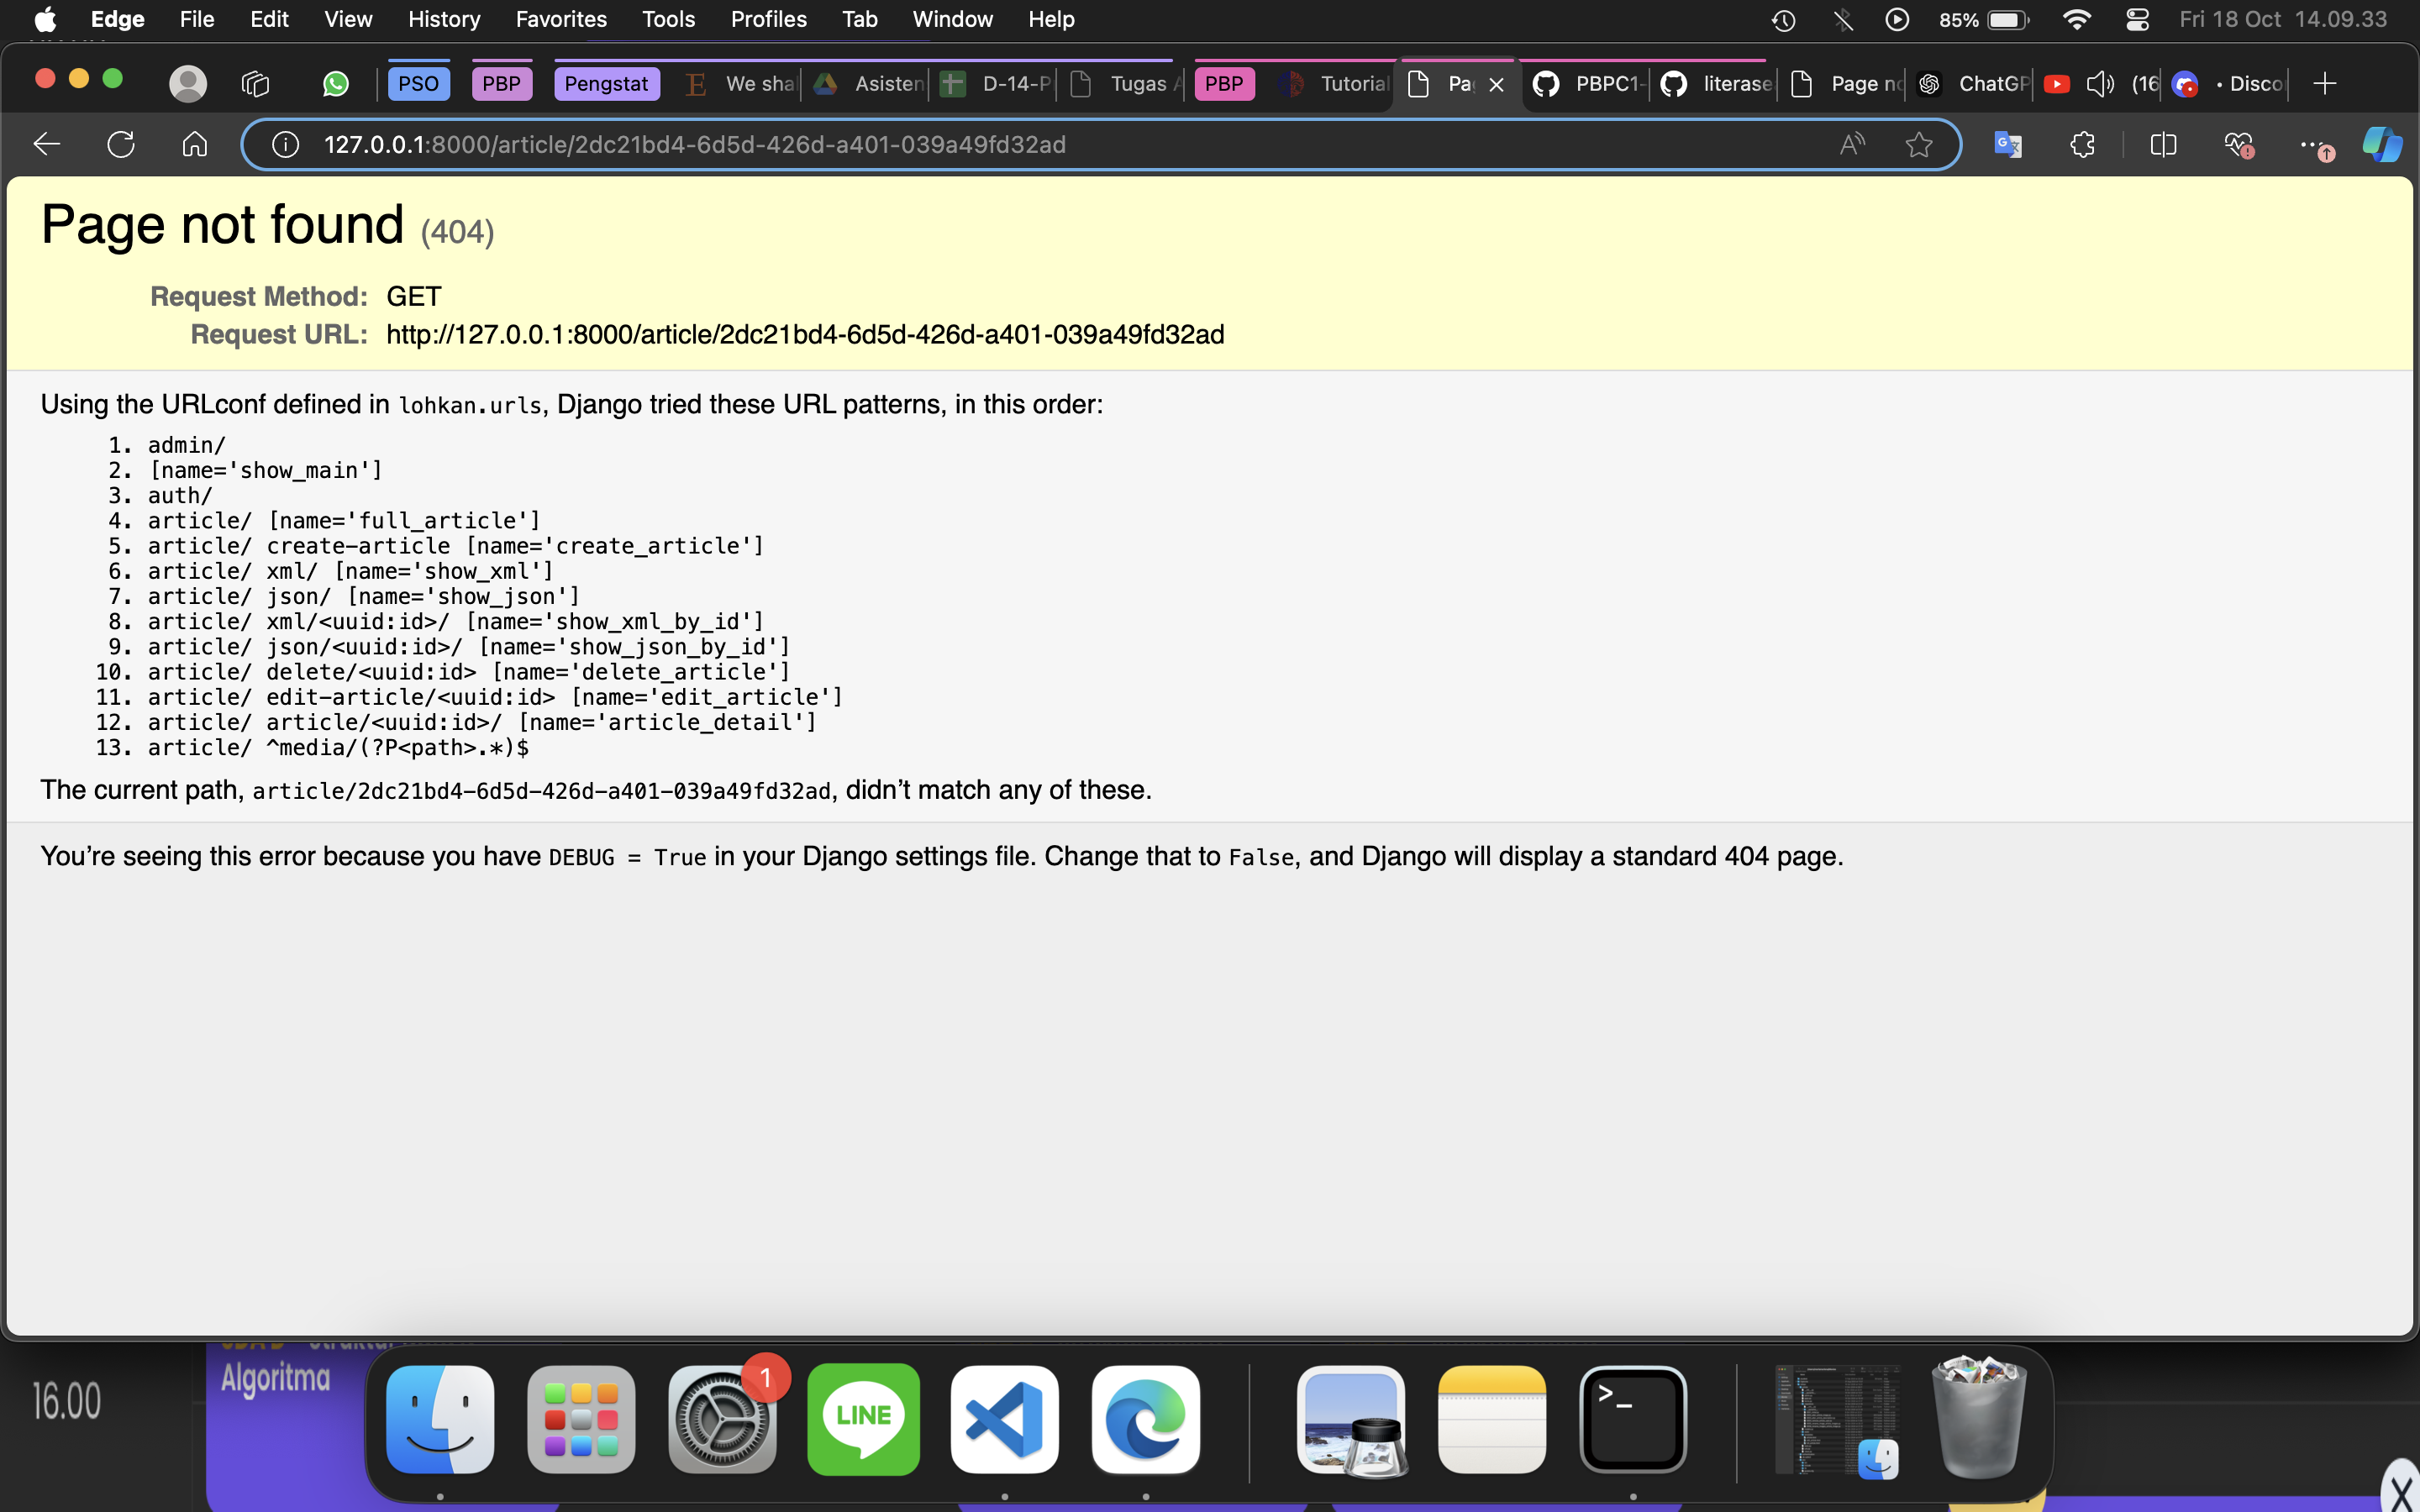 Edge File Edit View History Favorites Tools Profiles Tab Window Help 85% Fri 18 Oct 14.09.33
PSO PBP Pengstat We sha Asisten D-14-P Tugas PBP Tutorial Pa PBPC1- literase Page no ChatGP (16 • Disco
127.0.0.1:8000/article/2dc21bd4-6d5d-426d-a401-039a49fd32ad
Page not found (404)
Request Method: GET
Request URL: http://127.0.0.1:8000/article/2dc21bd4-6d5d-426d-a401-039a49fd32ad
Using the URLconf defined in lohkan.urls, Django tried these URL patterns, in this order:
1. admin/
2. [name='show_main']
3. auth/
4. article/ [name='full_article']
5. article/ create-article [name='create_article']
6. article/ xml/ [name='show_xml']
7. article/ json/ [name='show_json']
8. article/ xml/<uuid:id>/ [name='show_xml_by_id']
9. article/ json/<uuid:id>/ [name='show_json_by_id']
10. article/ delete/<uuid:id> [name='delete_article']
11. article/ edit-article/<uuid:id> [name='edit_article']
12. article/ article/<uuid:id>/ [name='article_detail']
13. article/ ^media/(?P<path>.*)$
The current path, article/2dc21bd4-6d5d-426d-a401-039a49fd32ad, didn’t match any of these.
You’re seeing this error because you have DEBUG = True in your Django settings file. Change that to False, and Django will display a standard 404 page.
Algoritma
16.00
1
LINE